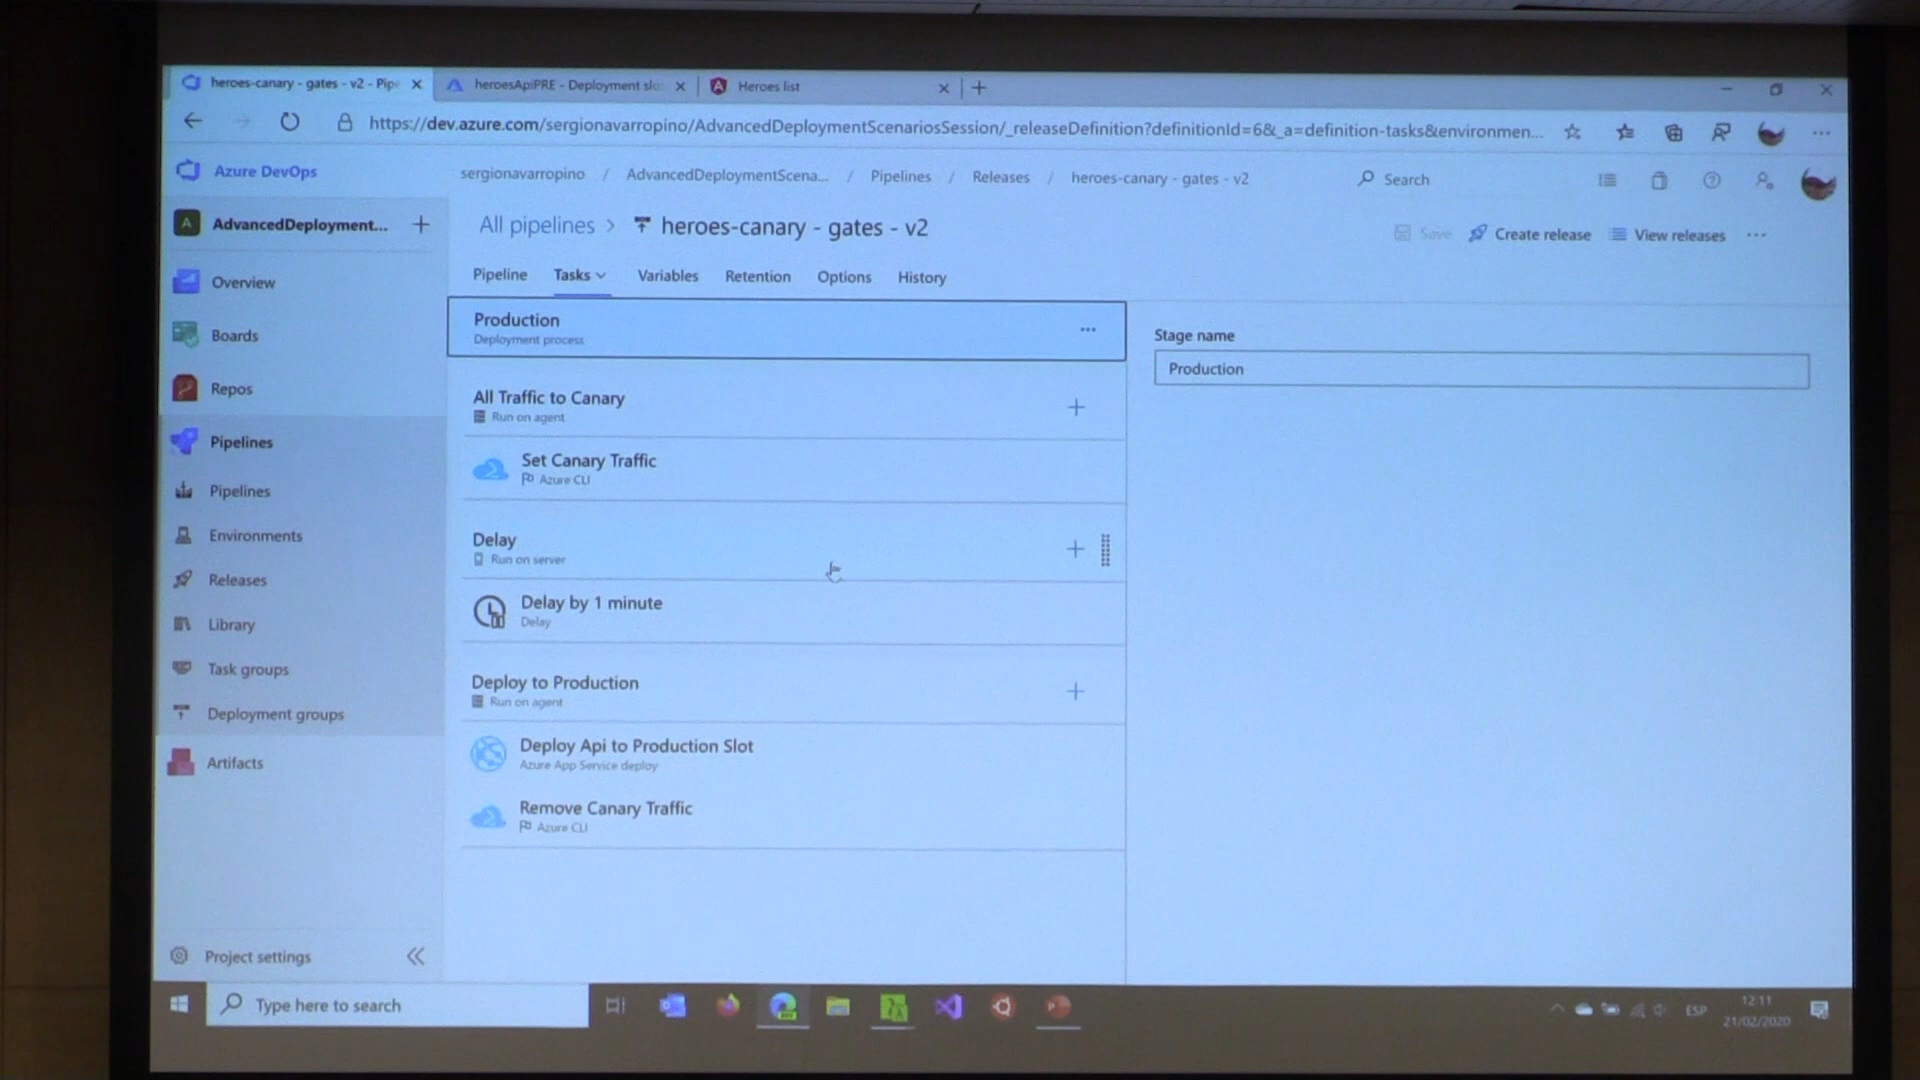 heroes-canary - gates - v2 - Pipe
heroesApiPRE - Deployment slo
Heroes list
https://dev.azure.com/sergionavarropino/AdvancedDeploymentScenariosSession/_releaseDefinition?definitionId=6&_a=definition-tasks&environmen...
Azure DevOps
sergionavarropino / AdvancedDeploymentScena... / Pipelines / Releases / heroes-canary - gates - v2
Search
A
AdvancedDeployment...
All pipelines > heroes-canary - gates - v2
Save
Create release
View releases
Pipeline
Tasks
Variables
Retention
Options
History
Overview
Boards
Repos
Pipelines
Pipelines
Environments
Releases
Library
Task groups
Deployment groups
Artifacts
Project settings
Production
Deployment process
All Traffic to Canary
Run on agent
Set Canary Traffic
Azure CLI
Delay
Run on server
Delay by 1 minute
Delay
Deploy to Production
Run on agent
Deploy Api to Production Slot
Azure App Service deploy
Remove Canary Traffic
Azure CLI
Stage name
Production
Type here to search
ESP
12:11
21/02/2020